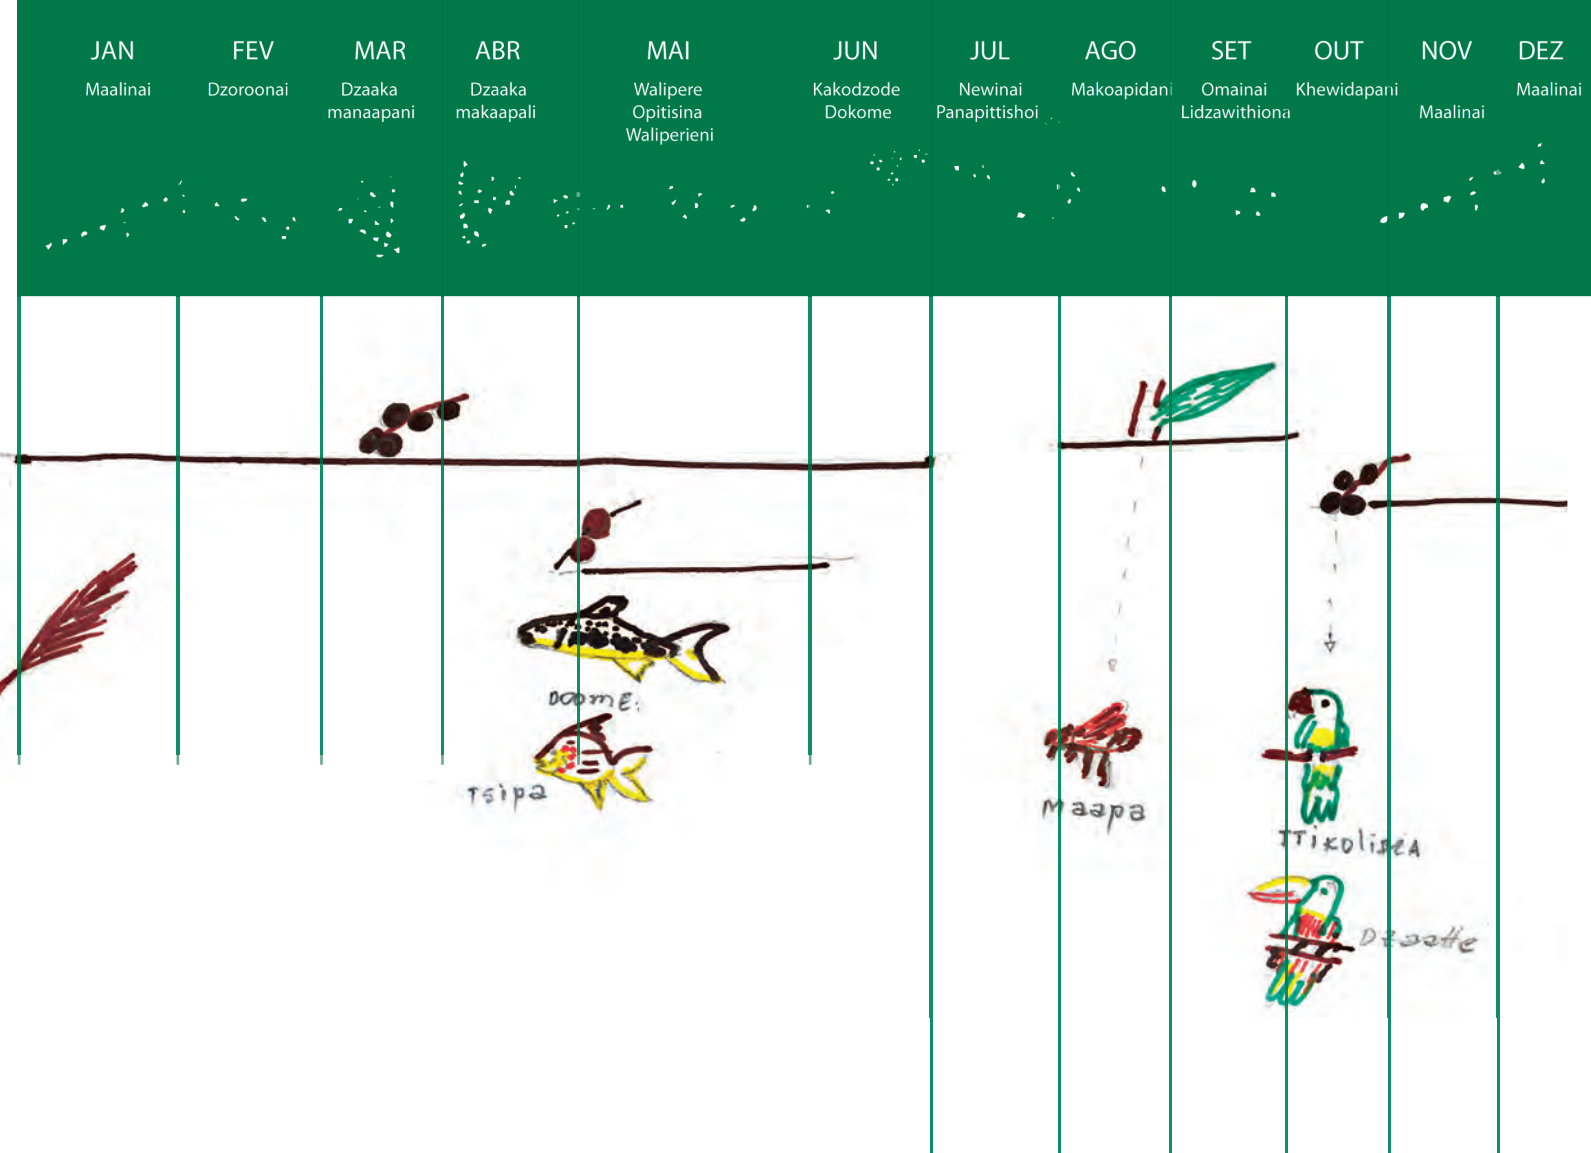 JAN FEV MAR ABR MAI JUN JUL AGO SET OUT NOV DEZ
Maalinai Dzoroonai Dzaaka Dzaaka Walipere Kakodzode Newinai Makoapidani Omainai Khewidapani Maalinai
manaapani makaapali Opitisina Dokome Panapittishoi Lidzawithiona Maalinai
Waliperieni
DOOME:
Tsipa
Maapa
Dzaatte